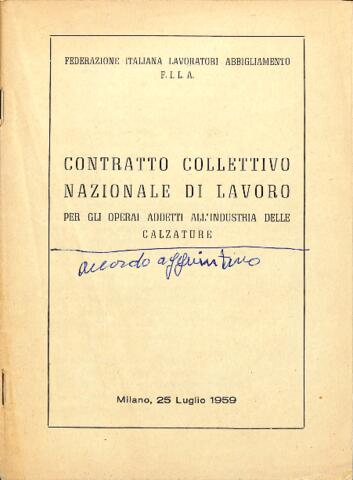 FEDERAZIONE ITALIANA LAVORATORI ABBIGLIAMENTO
F. I. L. A.
CONTRATTO COLLETTIVO
NAZIONALE DI LAVORO
PER GLI OPERAI ADDETTI ALL'INDUSTRIA DELLE
CALZATURE
accordo aggiuntivo
Milano, 25 Luglio 1959